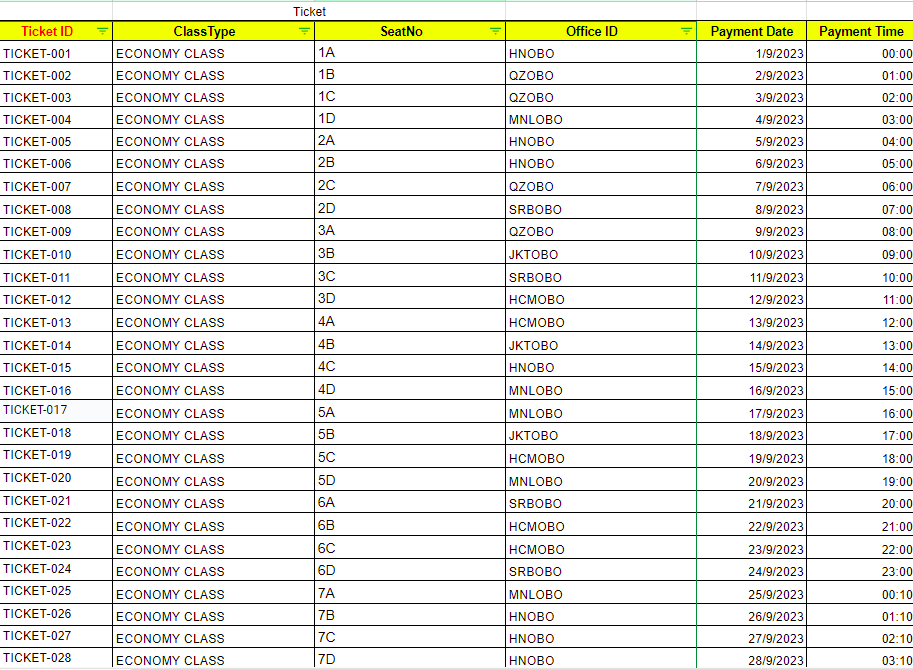 Ticket
Ticket ID ClassType SeatNo Office ID Payment Date Payment Time
TICKET-001 ECONOMY CLASS 1A HNOBO 1/9/2023 00:00
TICKET-002 ECONOMY CLASS 1B QZOBO 2/9/2023 01:00
TICKET-003 ECONOMY CLASS 1C QZOBO 3/9/2023 02:00
TICKET-004 ECONOMY CLASS 1D MNLOBO 4/9/2023 03:00
TICKET-005 ECONOMY CLASS 2A HNOBO 5/9/2023 04:00
TICKET-006 ECONOMY CLASS 2B HNOBO 6/9/2023 05:00
TICKET-007 ECONOMY CLASS 2C QZOBO 7/9/2023 06:00
TICKET-008 ECONOMY CLASS 2D SRBOBO 8/9/2023 07:00
TICKET-009 ECONOMY CLASS 3A QZOBO 9/9/2023 08:00
TICKET-010 ECONOMY CLASS 3B JKTOBO 10/9/2023 09:00
TICKET-011 ECONOMY CLASS 3C SRBOBO 11/9/2023 10:00
TICKET-012 ECONOMY CLASS 3D HCMOBO 12/9/2023 11:00
TICKET-013 ECONOMY CLASS 4A HCMOBO 13/9/2023 12:00
TICKET-014 ECONOMY CLASS 4B JKTOBO 14/9/2023 13:00
TICKET-015 ECONOMY CLASS 4C HNOBO 15/9/2023 14:00
TICKET-016 ECONOMY CLASS 4D MNLOBO 16/9/2023 15:00
TICKET-017 ECONOMY CLASS 5A MNLOBO 17/9/2023 16:00
TICKET-018 ECONOMY CLASS 5B JKTOBO 18/9/2023 17:00
TICKET-019 ECONOMY CLASS 5C HCMOBO 19/9/2023 18:00
TICKET-020 ECONOMY CLASS 5D MNLOBO 20/9/2023 19:00
TICKET-021 ECONOMY CLASS 6A SRBOBO 21/9/2023 20:00
TICKET-022 ECONOMY CLASS 6B HCMOBO 22/9/2023 21:00
TICKET-023 ECONOMY CLASS 6C HCMOBO 23/9/2023 22:00
TICKET-024 ECONOMY CLASS 6D SRBOBO 24/9/2023 23:00
TICKET-025 ECONOMY CLASS 7A MNLOBO 25/9/2023 00:10
TICKET-026 ECONOMY CLASS 7B HNOBO 26/9/2023 01:10
TICKET-027 ECONOMY CLASS 7C HNOBO 27/9/2023 02:10
TICKET-028 ECONOMY CLASS 7D HNOBO 28/9/2023 03:10